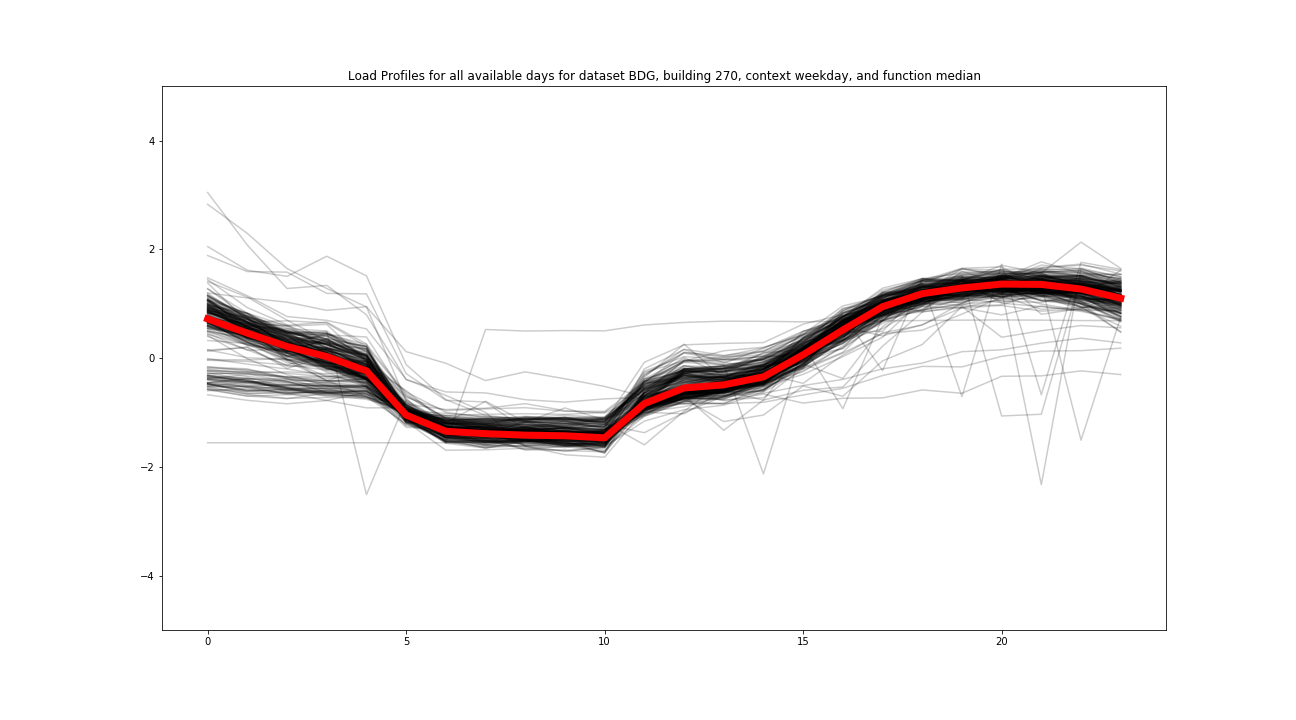 Load Profiles for all available days for dataset BDG, building 270, context weekday, and function median
4
2
0
−2
−4
0 5 10 15 20